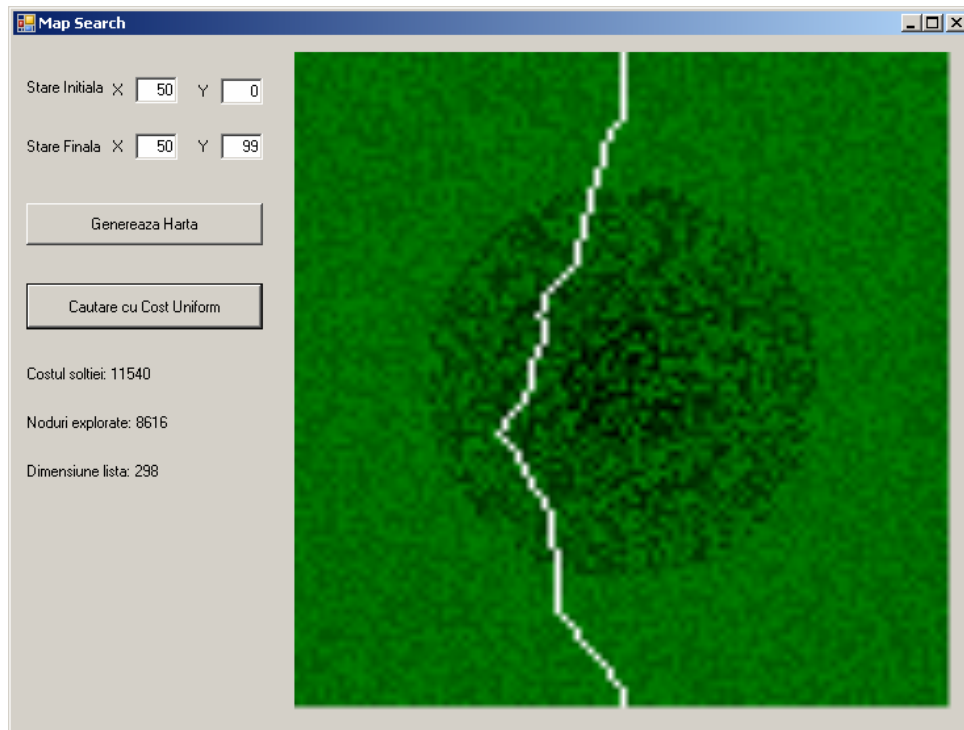 Map Search
Stare Initiala X 50 Y 0
Stare Finala X 50 Y 99
Genereaza Harta
Cautare cu Cost Uniform
Costul soltiei: 11540
Noduri explorate: 8616
Dimensiune lista: 298